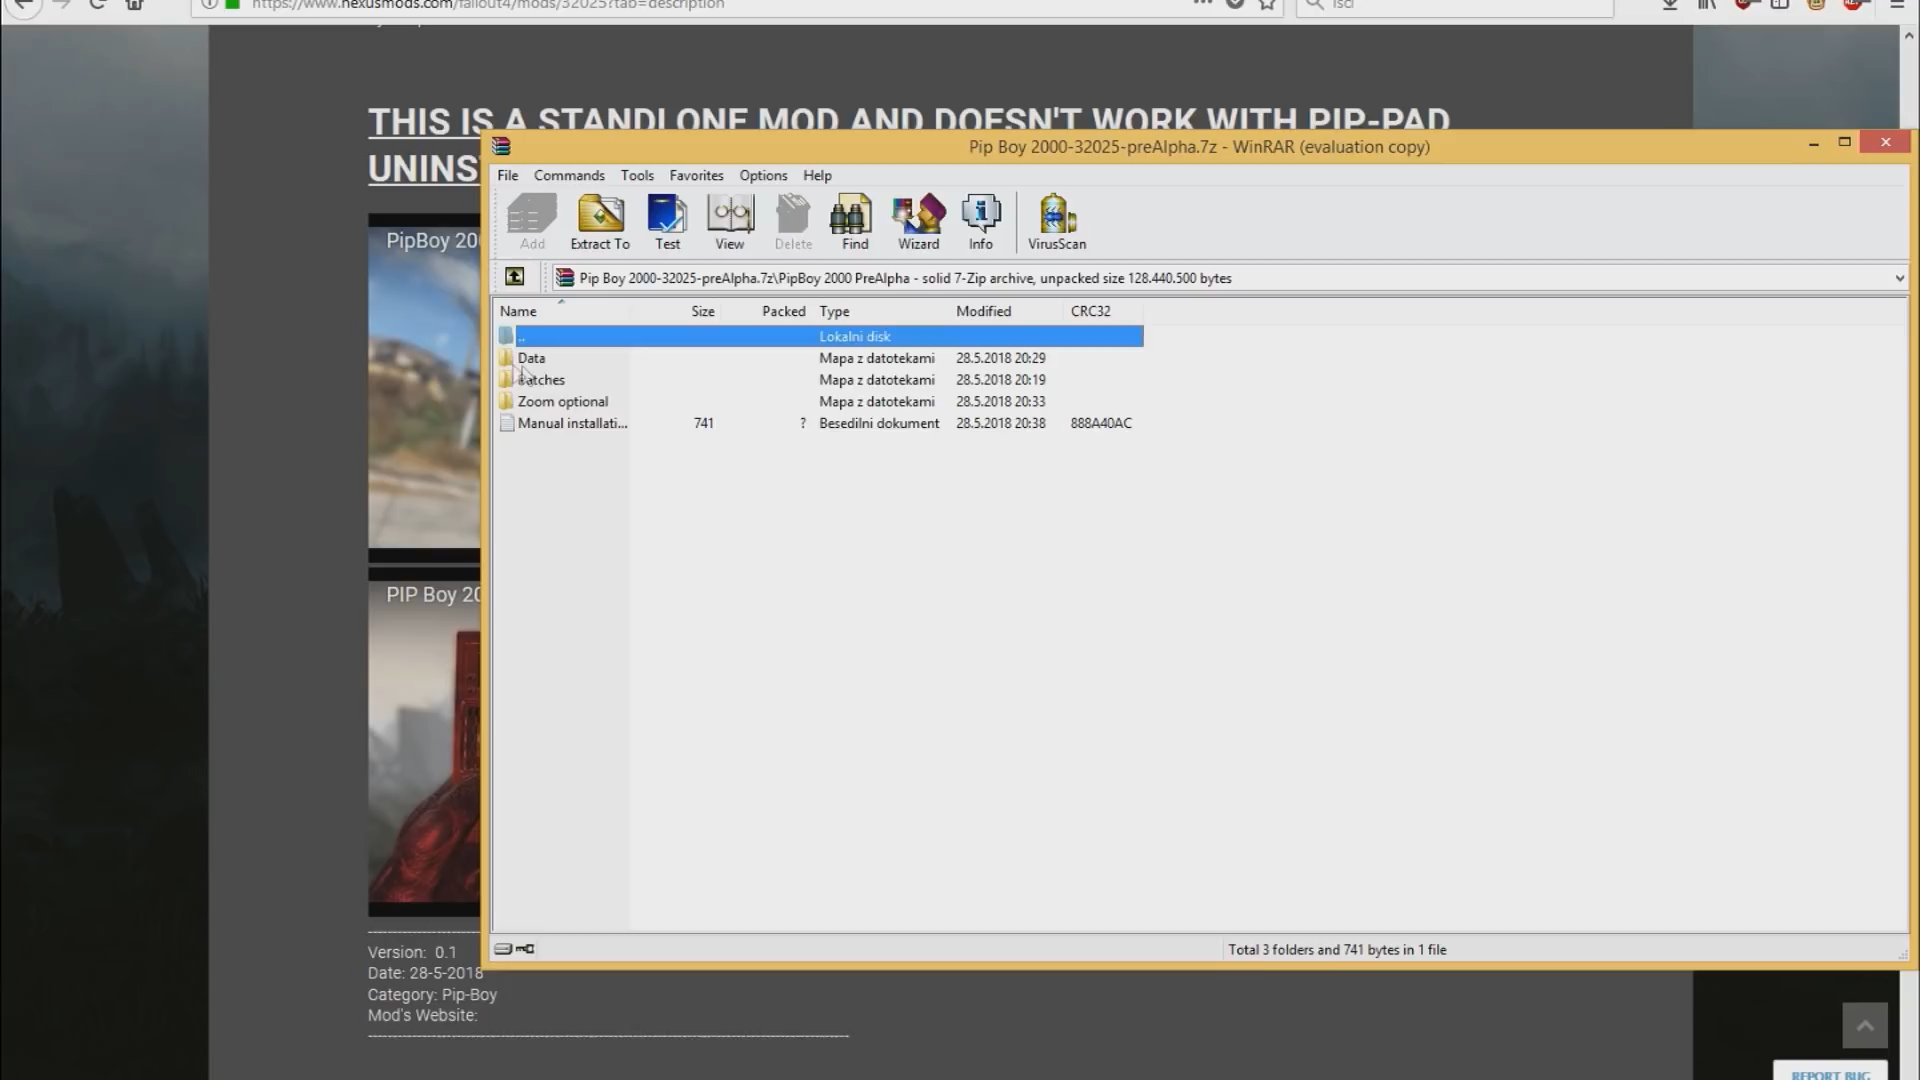 https://www.nexusmods.com/fallout4/mods/32025?tab=description
THIS IS A STANDLONE MOD AND DOESN'T WORK WITH PIP-PAD
UNINS
Pip Boy 2000-32025-preAlpha.7z - WinRAR (evaluation copy)
File Commands Tools Favorites Options Help
Add Extract To Test View Delete Find Wizard Info VirusScan
Pip Boy 2000-32025-preAlpha.7z\PipBoy 2000 PreAlpha - solid 7-Zip archive, unpacked size 128.440.500 bytes
Name Size Packed Type Modified CRC32
.. Lokalni disk
Data Mapa z datotekami 28.5.2018 20:29
atches Mapa z datotekami 28.5.2018 20:19
Zoom optional Mapa z datotekami 28.5.2018 20:33
Manual installati... 741 ? Besedilni dokument 28.5.2018 20:38 888A40AC
PipBoy 20
PIP Boy 20
Total 3 folders and 741 bytes in 1 file
Version: 0.1
Date: 28-5-2018
Category: Pip-Boy
Mod's Website:
REPORT BUG